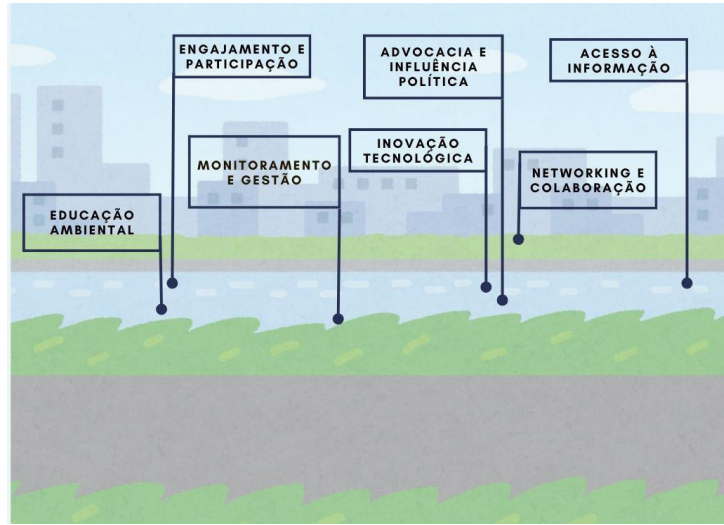 ENGAJAMENTO E
PARTICIPAÇÃO
ADVOCACIA E
INFLUÊNCIA
POLÍTICA
ACESSO À
INFORMAÇÃO
MONITORAMENTO
E GESTÃO
INOVAÇÃO
TECNOLÓGICA
NETWORKING E
COLABORAÇÃO
EDUCAÇÃO
AMBIENTAL